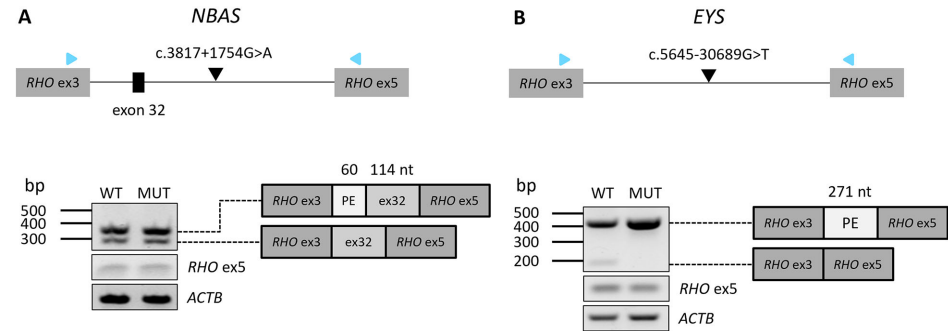 A
NBAS
c.3817+1754G>A
RHO ex3
RHO ex5
exon 32
bp
WT MUT
500
400
300
60 114 nt
RHO ex3 PE ex32 RHO ex5
RHO ex3 ex32 RHO ex5
RHO ex5
ACTB
B
EYS
c.5645-30689G>T
RHO ex3
RHO ex5
bp
WT MUT
500
400
300
200
271 nt
RHO ex3 PE RHO ex5
RHO ex3 RHO ex5
RHO ex5
ACTB